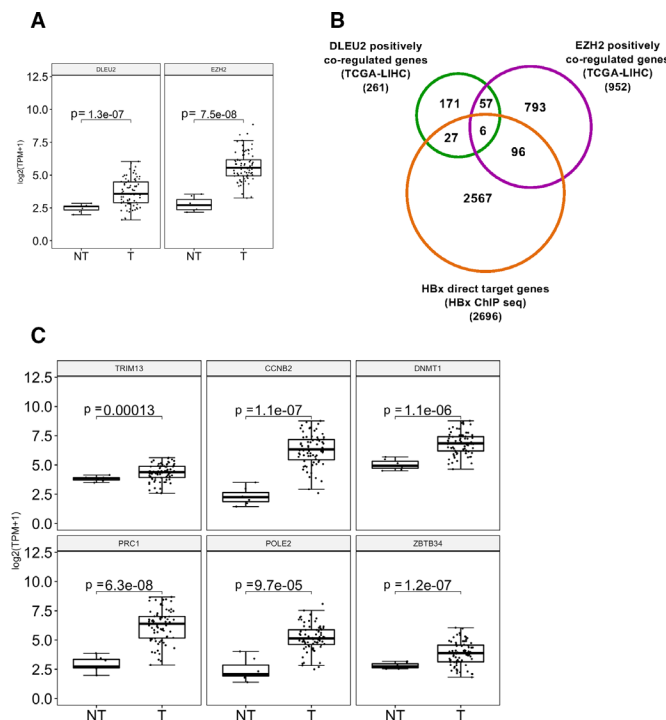 A
DLEU2
EZH2
12.5
10.0
7.5
5.0
2.5
0.0
log2(TPM+1)
p= 1.3e-07
p= 7.5e-08
NT
T
NT
T
B
DLEU2 positively
co-regulated genes
(TCGA-LIHC)
(261)
EZH2 positively
co-regulated genes
(TCGA-LIHC)
(952)
171
57
793
27
6
96
2567
HBx direct target genes
(HBx ChIP seq)
(2696)
C
TRIM13
CCNB2
DNMT1
12.5
10.0
7.5
5.0
2.5
0.0
p =0.00013
p =1.1e-07
p =1.1e-06
log2(TPM+1)
PRC1
POLE2
ZBTB34
12.5
10.0
7.5
5.0
2.5
0.0
p =6.3e-08
p =9.7e-05
p =1.2e-07
NT
T
NT
T
NT
T